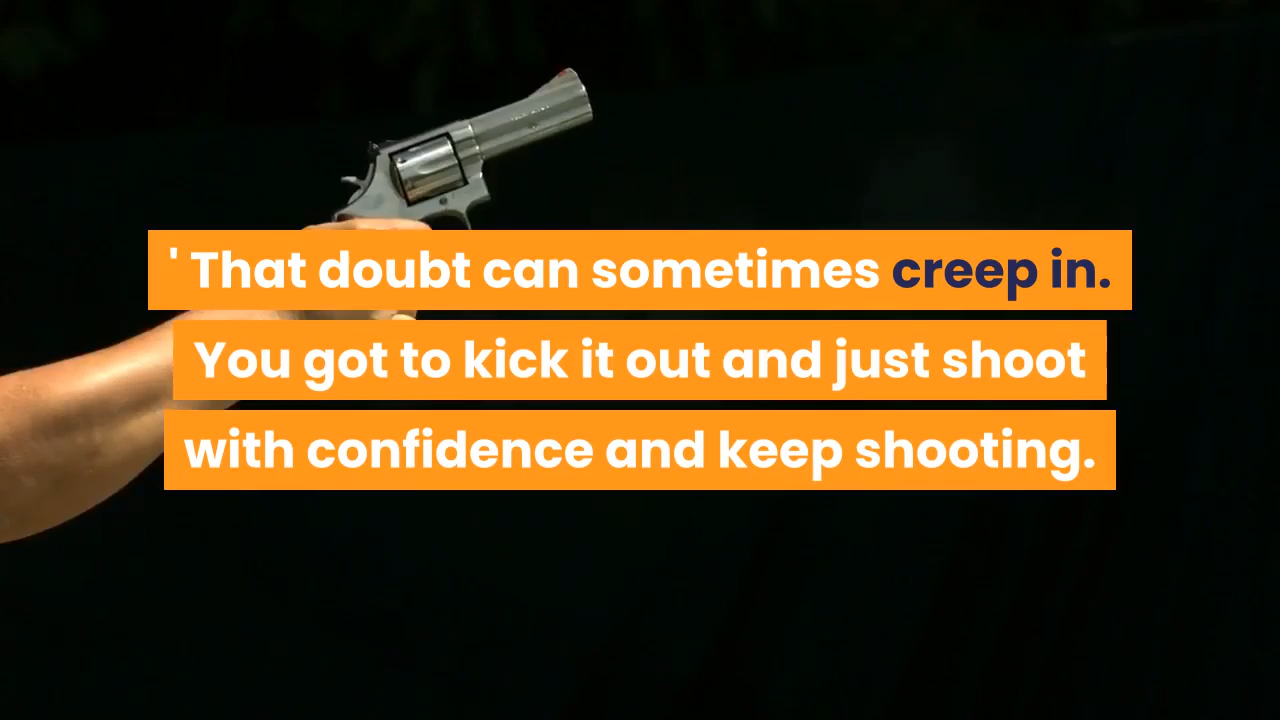 ' That doubt can sometimes creep in.
You got to kick it out and just shoot
with confidence and keep shooting.